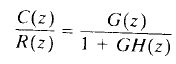 C(z)/R(z) = G(z)/1 + GH(z)